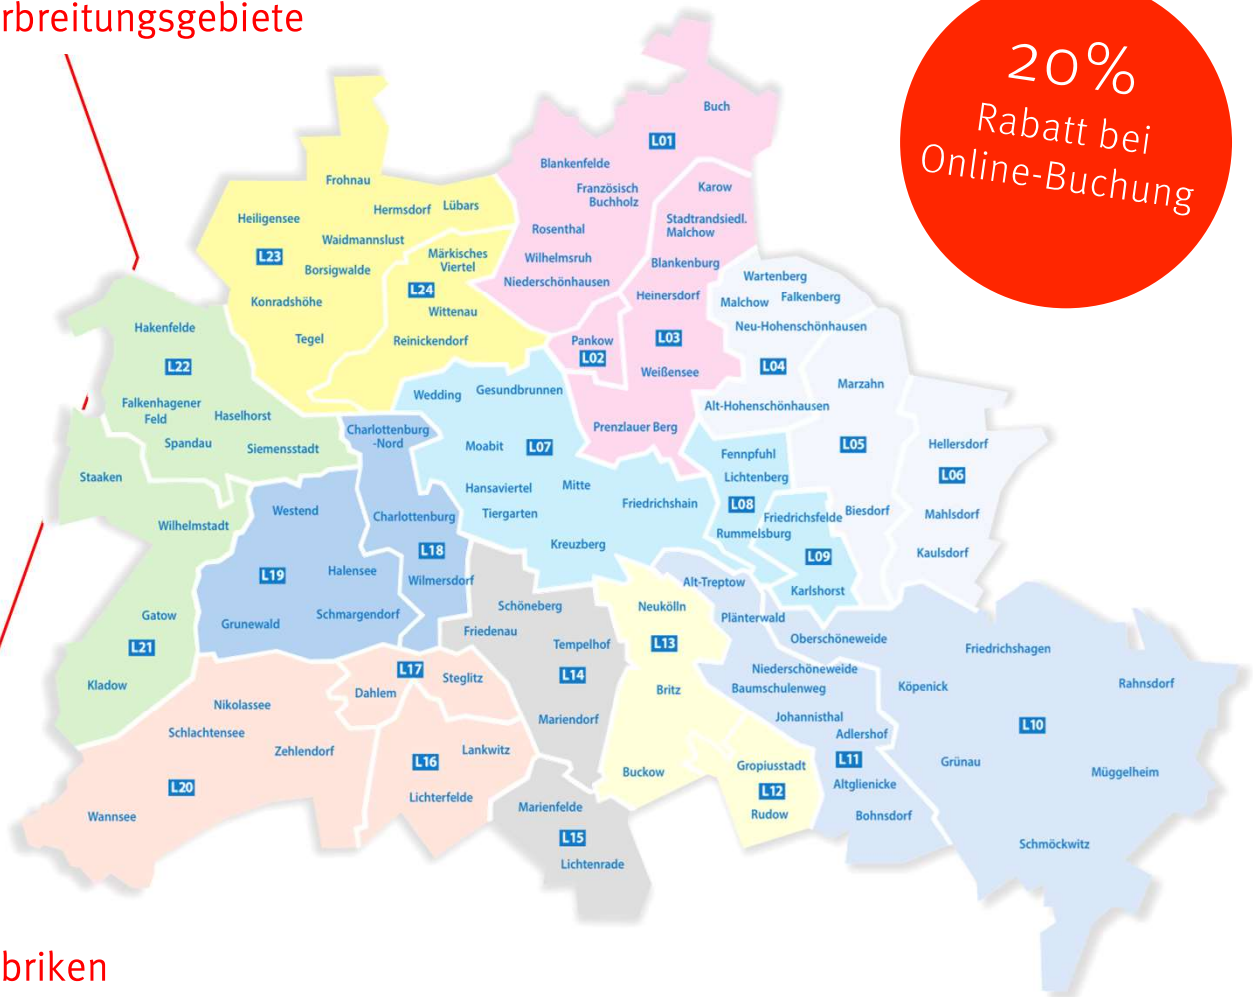 rbreitungsgebiete
20%
Rabatt bei
Online-Buchung
Buch
L01
Blankenfelde
Französisch
Buchholz
Karow
Stadtrandsiedl.
Malchow
Rosenthal
Wilhelmsruh
Blankenburg
Niederschönhausen
Heinersdorf
Pankow
L02
L03
Weißensee
Prenzlauer Berg
Frohnau
Hermsdorf
Lübars
Heiligensee
Waidmannslust
L23
Borsigwalde
Märkisches
Viertel
L24
Konradshöhe
Wittenau
Tegel
Reinickendorf
Wartenberg
Malchow
Falkenberg
Neu-Hohenschönhausen
L04
Alt-Hohenschönhausen
Marzahn
L05
Biesdorf
Hellersdorf
L06
Mahlsdorf
Kaulsdorf
Hakenfelde
L22
Falkenhagener
Feld
Haselhorst
Spandau
Siemensstadt
Staaken
Wilhelmstadt
Gatow
L21
Kladow
Wedding
Gesundbrunnen
Moabit
L07
Hansaviertel
Mitte
Tiergarten
Friedrichshain
Kreuzberg
Fennpfuhl
Lichtenberg
L08
Rummelsburg
Friedrichsfelde
L09
Karlshorst
Charlottenburg
-Nord
Charlottenburg
L18
Wilmersdorf
Westend
L19
Halensee
Schmargendorf
Grunewald
Schöneberg
Friedenau
Tempelhof
L14
Mariendorf
Neukölln
L13
Britz
Buckow
Alt-Treptow
Plänterwald
Oberschöneweide
Niederschöneweide
Baumschulenweg
Johannisthal
Adlershof
L11
Altglienicke
Bohnsdorf
Friedrichshagen
Köpenick
Rahnsdorf
L10
Grünau
Müggelheim
Schmöckwitz
Gropiusstadt
L12
Rudow
L17
Dahlem
Steglitz
Nikolassee
Schlachtensee
Zehlendorf
L20
Wannsee
Lankwitz
L16
Lichterfelde
Marienfelde
L15
Lichtenrade
briken